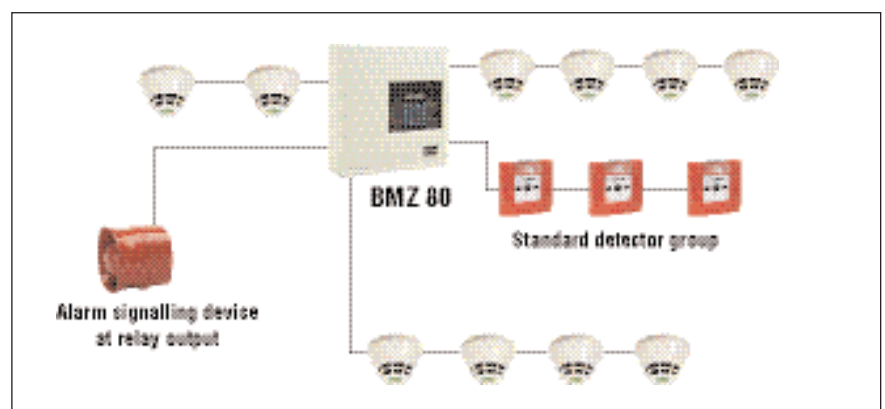 BMZ 80
Standard detector group
Alarm signalling device
at relay output